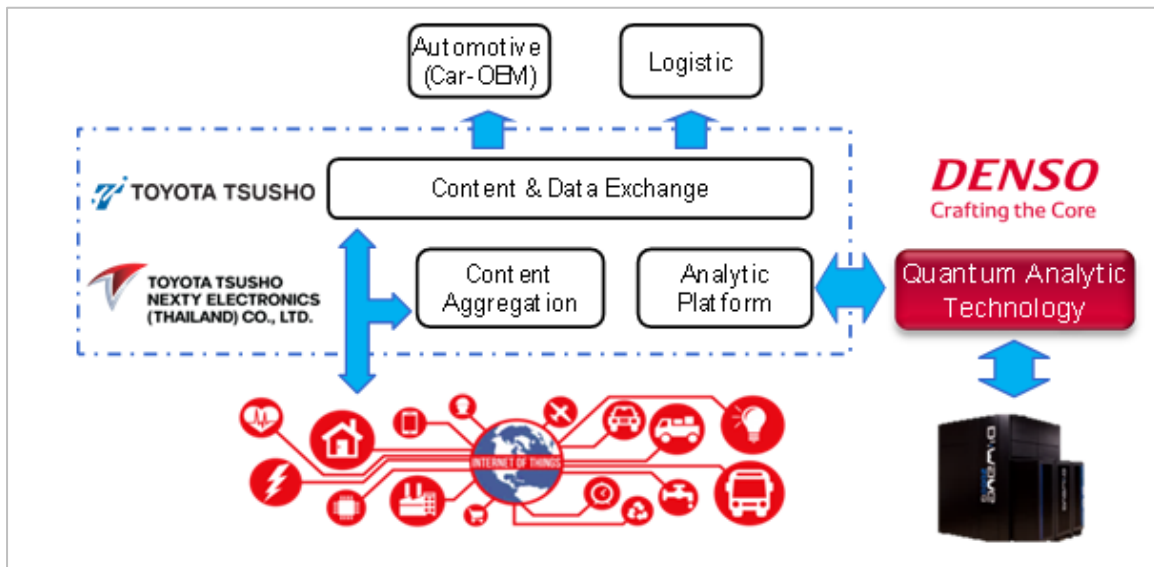 Automotive
(Car-OEM)
Logistic
TOYOTA TSUSHO
Content & Data Exchange
DENSO
Crafting the Core
TOYOTA TSUSHO
NEXTY ELECTRONICS
(THAILAND) CO., LTD.
Content
Aggregation
Analytic
Platform
Quantum Analytic
Technology
INTERNET OF THINGS
D:WAVE